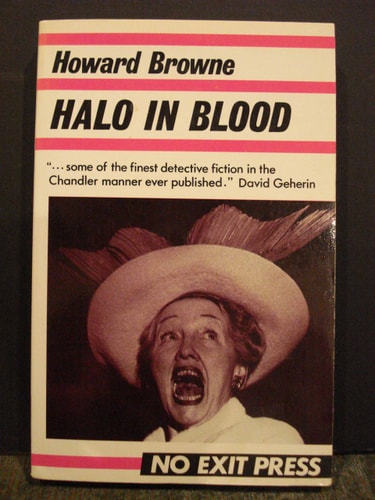 Howard Browne
HALO IN BLOOD
"... some of the finest detective fiction in the
Chandler manner ever published." David Geherin
NO EXIT PRESS